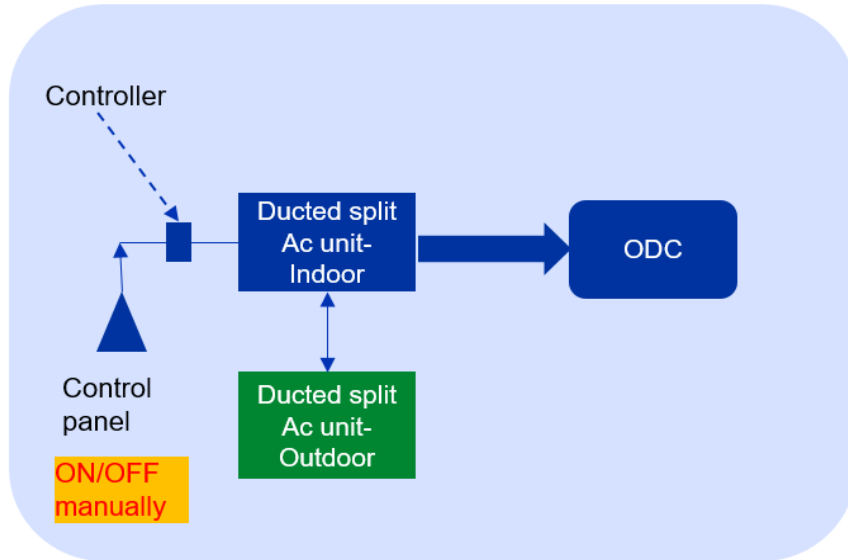 Controller
Ducted split
Ac unit-
Indoor
ODC
Control
panel
Ducted split
Ac unit-
Outdoor
ON/OFF
manually